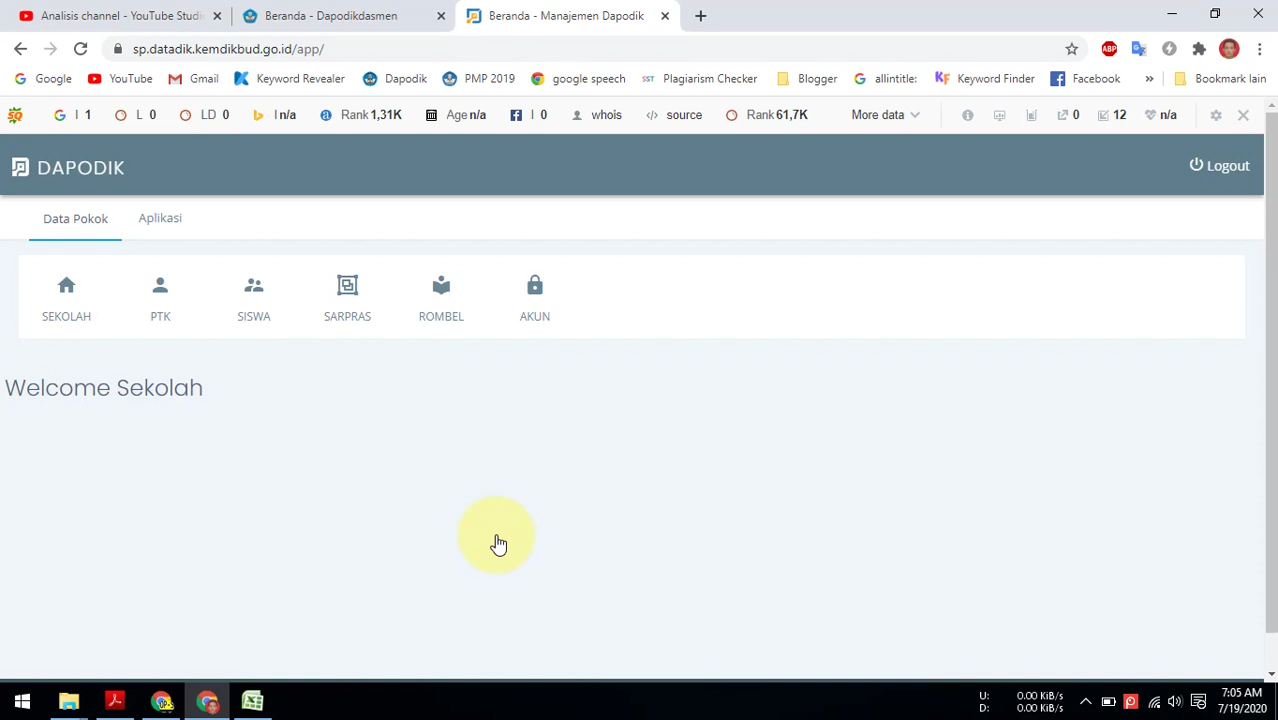 Analisis channel - YouTube Studi
Beranda - Dapodikdasmen
Beranda - Manajemen Dapodik
sp.datadik.kemdikbud.go.id/app/
ABP
Google
YouTube
Gmail
Keyword Revealer
Dapodik
PMP 2019
google speech
SST Plagiarism Checker
Blogger
allintitle:
KF Keyword Finder
Facebook
»
Bookmark lain
SQ
I 1
L 0
LD 0
I n/a
Rank 1,31K
Age n/a
I 0
whois
source
Rank 61,7K
More data
0
12
n/a
DAPODIK
Logout
Data Pokok
Aplikasi
SEKOLAH
PTK
SISWA
SARPRAS
ROMBEL
AKUN
Welcome Sekolah
U: 0.00 KiB/s
D: 0.00 KiB/s
7:05 AM
7/19/2020